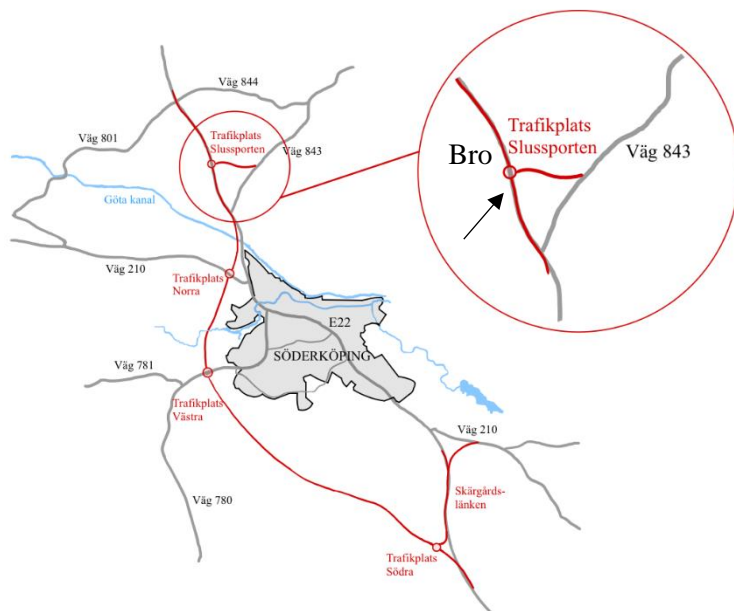 Väg 844
Väg 801
Trafikplats
Slussporten
Väg 843
Göta kanal
Väg 210
Trafikplats
Norra
E22
SÖDERKÖPING
Väg 781
Trafikplats
Västra
Väg 780
Väg 210
Skärgårds-
länken
Trafikplats
Södra
Trafikplats
Slussporten
Bro
Väg 843